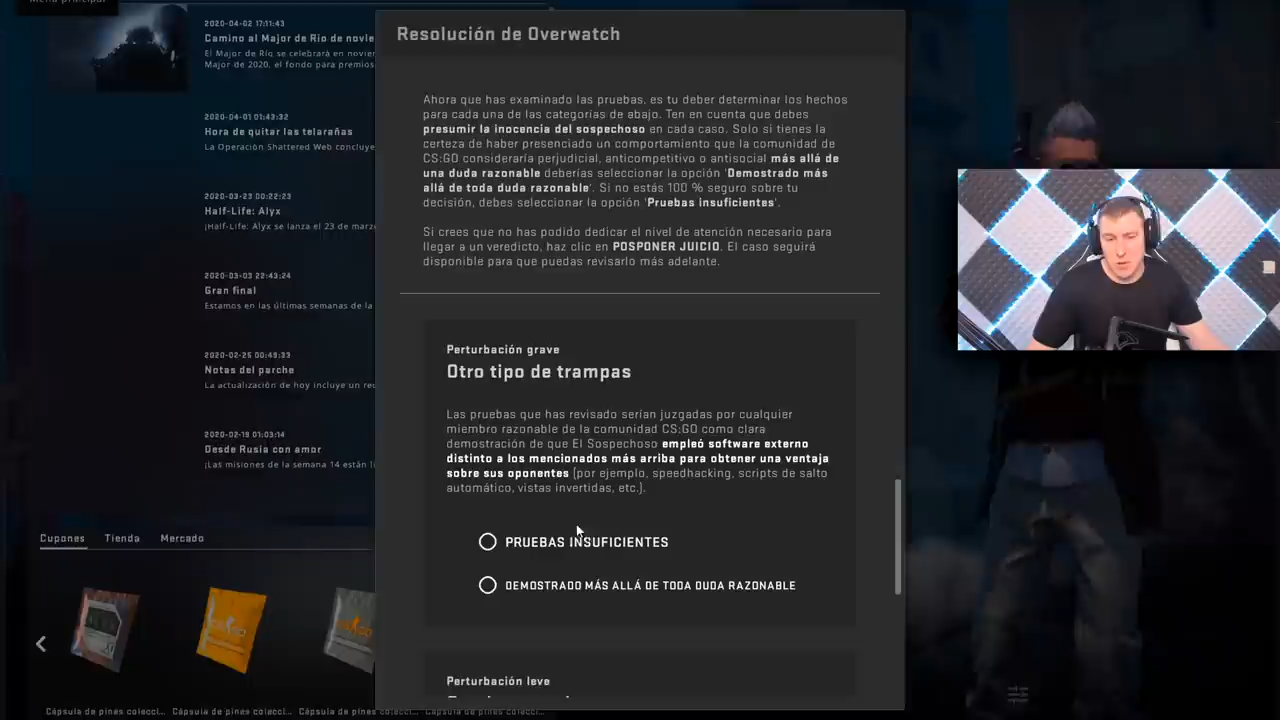 Menú principal
2020-04-02 17:11:43
Camino al Major de Río de novie
El Major de Río se celebrará en noviem
Major de 2020, el fondo para premios
2020-04-01 01:43:32
Hora de quitar las telarañas
La Operación Shattered Web concluye
2020-03-23 00:22:23
Half-Life: Alyx
¡Half-Life: Alyx se lanza el 23 de marz
2020-03-03 22:43:24
Gran final
Estamos en las últimas semanas de la
2020-02-25 00:48:33
Notas del parche
La actualización de hoy incluye un rec
2020-02-19 01:03:14
Desde Rusia con amor
¡Las misiones de la semana 14 están li
Cupones Tienda Mercado
Cápsula de pines colecci... Cápsula de pines colecci... Cápsula de pines colecci... Cápsula de pines colecci...
Resolución de Overwatch
Ahora que has examinado las pruebas, es tu deber determinar los hechos
para cada una de las categorías de abajo. Ten en cuenta que debes
presumir la inocencia del sospechoso en cada caso. Solo si tienes la
certeza de haber presenciado un comportamiento que la comunidad de
CS:GO consideraría perjudicial, anticompetitivo o antisocial más allá de
una duda razonable deberías seleccionar la opción 'Demostrado más
allá de toda duda razonable'. Si no estás 100 % seguro sobre tu
decisión, debes seleccionar la opción 'Pruebas insuficientes'.
Si crees que no has podido dedicar el nivel de atención necesario para
llegar a un veredicto, haz clic en POSPONER JUICIO. El caso seguirá
disponible para que puedas revisarlo más adelante.
Perturbación grave
Otro tipo de trampas
Las pruebas que has revisado serían juzgadas por cualquier
miembro razonable de la comunidad CS:GO como clara
demostración de que El Sospechoso empleó software externo
distinto a los mencionados más arriba para obtener una ventaja
sobre sus oponentes (por ejemplo, speedhacking, scripts de salto
automático, vistas invertidas, etc.).
PRUEBAS INSUFICIENTES
DEMOSTRADO MÁS ALLÁ DE TODA DUDA RAZONABLE
Perturbación leve